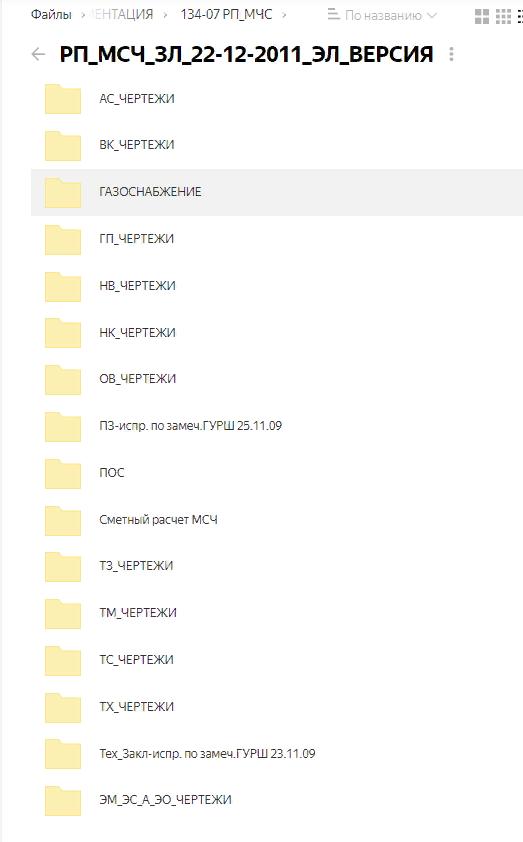 Файлы › ЕНТАЦИЯ › 134-07 РП_МЧС › По названию
РП_МСЧ_ЗЛ_22-12-2011_ЭЛ_ВЕРСИЯ
АС_ЧЕРТЕЖИ
ВК_ЧЕРТЕЖИ
ГАЗОСНАБЖЕНИЕ
ГП_ЧЕРТЕЖИ
НВ_ЧЕРТЕЖИ
НК_ЧЕРТЕЖИ
ОВ_ЧЕРТЕЖИ
ПЗ-испр. по замеч.ГУРШ 25.11.09
ПОС
Сметный расчет МСЧ
ТЗ_ЧЕРТЕЖИ
ТМ_ЧЕРТЕЖИ
ТС_ЧЕРТЕЖИ
ТХ_ЧЕРТЕЖИ
Тех_Закл-испр. по замеч.ГУРШ 23.11.09
ЭМ_ЭС_А_ЭО_ЧЕРТЕЖИ